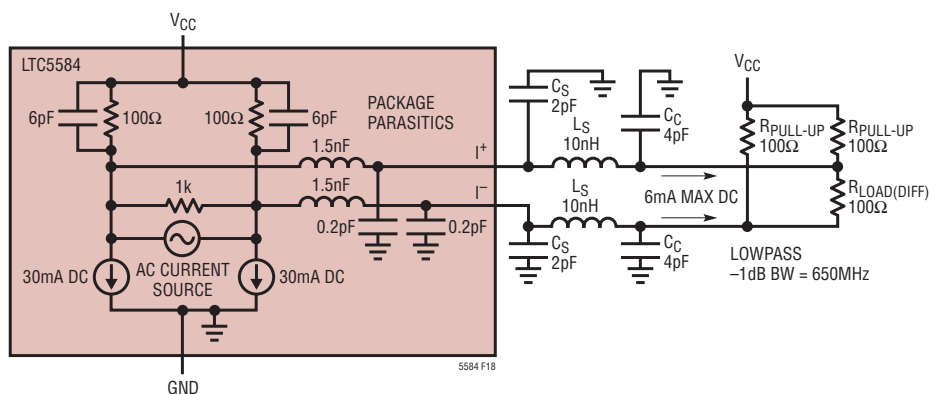 VCC
LTC5584
6pF
100Ω
100Ω
6pF
PACKAGE
PARASITICS
1.5nF
I+
1.5nF
I–
1k
0.2pF
0.2pF
30mA DC
AC CURRENT
SOURCE
30mA DC
GND
5584 F18
CS
2pF
CC
4pF
LS
10nH
LS
10nH
6mA MAX DC
CS
2pF
CC
4pF
VCC
RPULL-UP
100Ω
RPULL-UP
100Ω
RLOAD(DIFF)
100Ω
LOWPASS
–1dB BW = 650MHz